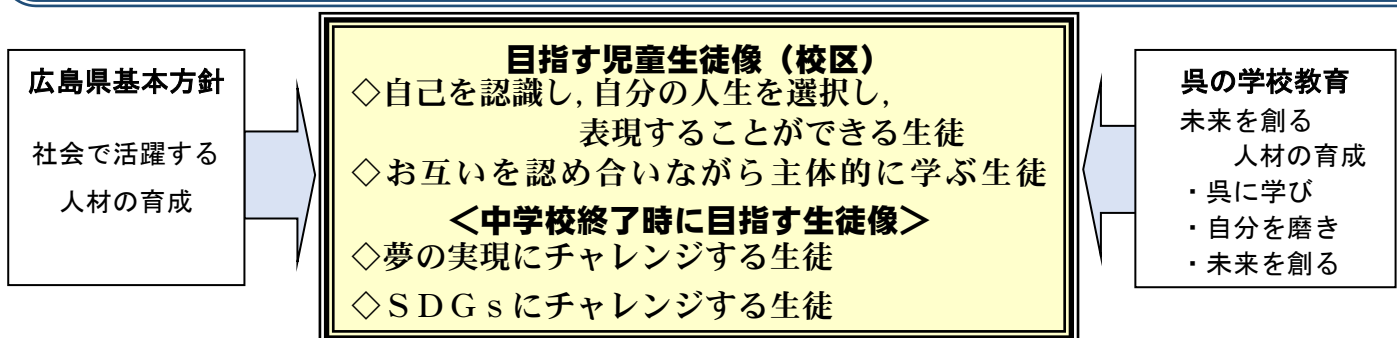 広島県基本方針
社会で活躍する
人材の育成
目指す児童生徒像（校区）
◇自己を認識し,自分の人生を選択し,
表現することができる生徒
◇お互いを認め合いながら主体的に学ぶ生徒
＜中学校終了時に目指す生徒像＞
◇夢の実現にチャレンジする生徒
◇ＳＤＧｓにチャレンジする生徒
呉の学校教育
未来を創る
人材の育成
・呉に学び
・自分を磨き
・未来を創る